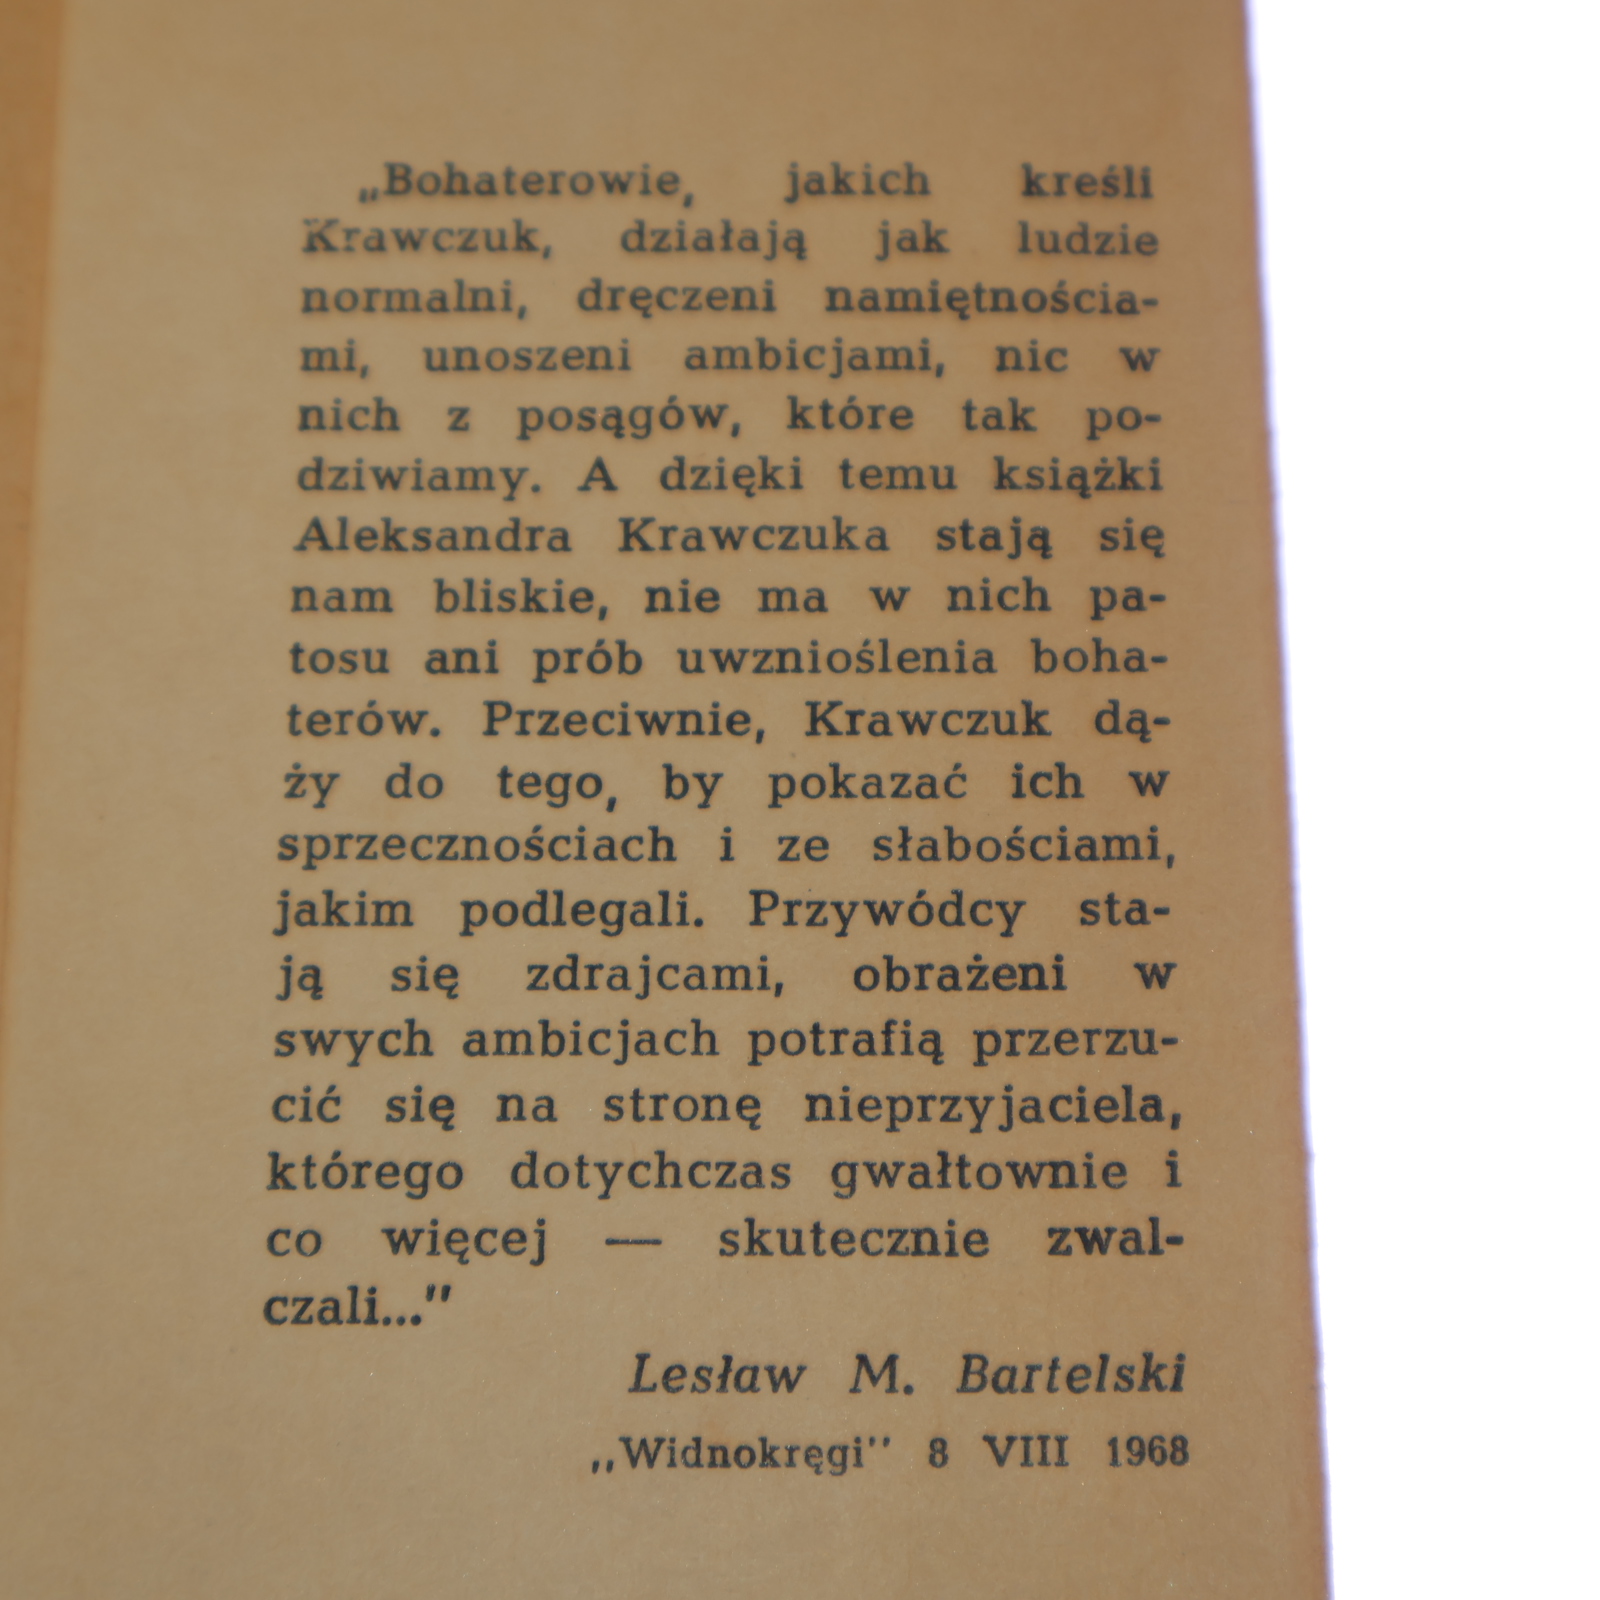 „Bohaterowie, jakich kreśli
Krawczuk, działają jak ludzie
normalni, dręczeni namiętnościa-
mi, unoszeni ambicjami, nic w
nich z posągów, które tak po-
dziwiamy. A dzięki temu książki
Aleksandra Krawczuka stają się
nam bliskie, nie ma w nich pa-
tosu ani prób uwznioślenia boha-
terów. Przeciwnie, Krawczuk dą-
ży do tego, by pokazać ich w
sprzecznościach i ze słabościami,
jakim podlegali. Przywódcy sta-
ją się zdrajcami, obrażeni w
swych ambicjach potrafią przerzu-
cić się na stronę nieprzyjaciela,
którego dotychczas gwałtownie i
co więcej — skutecznie zwal-
czali..."
Lesław M. Bartelski
„Widnokręgi" 8 VIII 1968